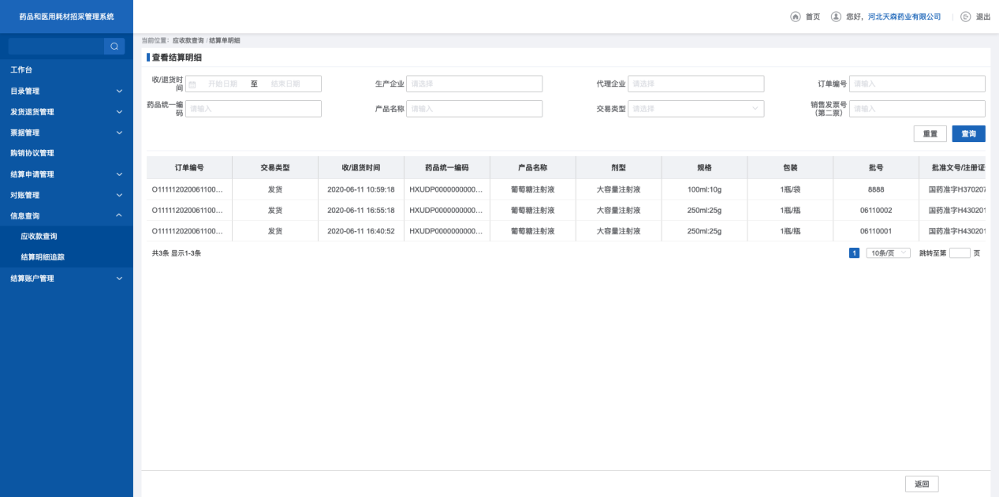 药品和医用耗材招采管理系统
首页 您好，河北天森药业有限公司 退出
当前位置：应收款查询 / 结算单明细
查看结算明细
工作台
目录管理
发货退货管理
票据管理
购销协议管理
结算申请管理
对账管理
信息查询
应收款查询
结算明细追踪
结算账户管理
收/退货时间 开始日期 至 结束日期 生产企业 请选择 代理企业 请选择 订单编号 请输入
药品统一编码 请输入 产品名称 请输入 交易类型 请选择 销售发票号（第二票） 请输入
重置 查询
订单编号 交易类型 收/退货时间 药品统一编码 产品名称 剂型 规格 包装 批号 批准文号/注册证
O1111120200611​00... 发货 2020-06-11 10:59:18 HXUDP0000000000... 葡萄糖注射液 大容量注射液 100ml:10g 1瓶/袋 8888 国药准字H370207
O111112020061100... 发货 2020-06-11 16:55:18 HXUDP0000000000... 葡萄糖注射液 大容量注射液 250ml:25g 1瓶/瓶 06110002 国药准字H430201
O111112020061100... 发货 2020-06-11 16:40:52 HXUDP0000000000... 葡萄糖注射液 大容量注射液 250ml:25g 1瓶/瓶 06110001 国药准字H430201
共3条 显示1-3条 1 10条/页 跳转至第 页
返回